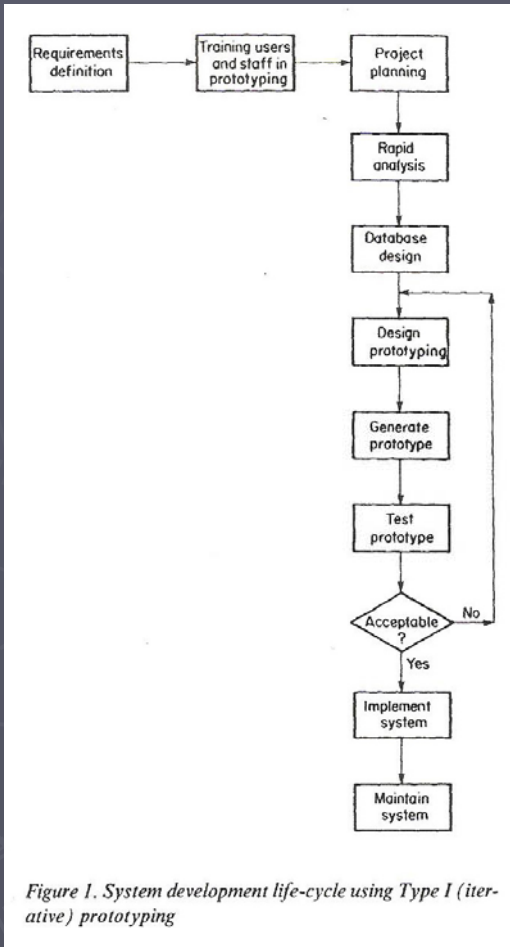 Requirements
definition
Training users
and staff in
prototyping
Project
planning
Rapid
analysis
Database
design
Design
prototyping
Generate
prototype
Test
prototype
Acceptable
?
No
Yes
Implement
system
Maintain
system
Figure 1. System development life-cycle using Type I (iter-
ative) prototyping